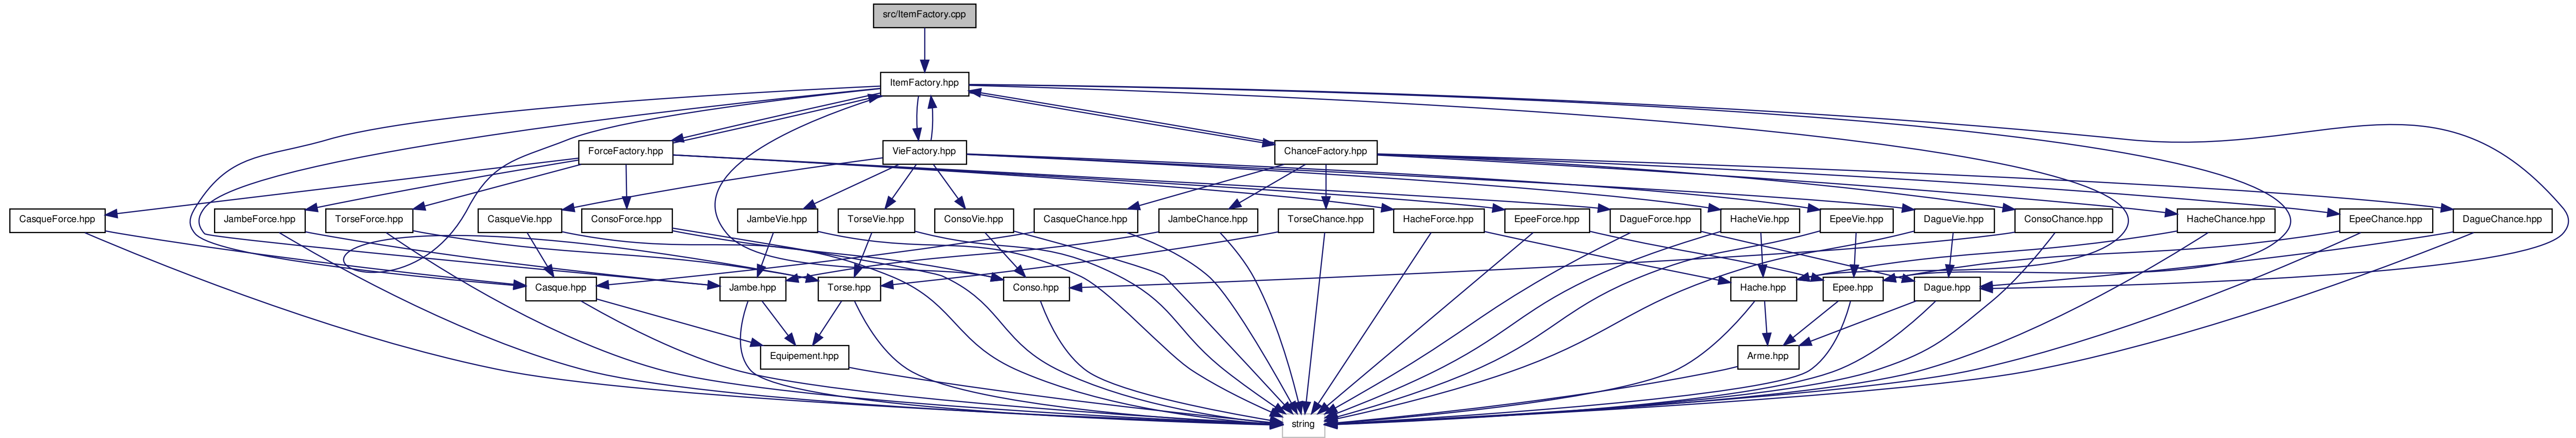 src/ItemFactory.cpp
ItemFactory.hpp
ForceFactory.hpp
VieFactory.hpp
ChanceFactory.hpp
CasqueForce.hpp
JambeForce.hpp
TorseForce.hpp
CasqueVie.hpp
ConsoForce.hpp
JambeVie.hpp
TorseVie.hpp
ConsoVie.hpp
CasqueChance.hpp
JambeChance.hpp
TorseChance.hpp
HacheForce.hpp
EpeeForce.hpp
DagueForce.hpp
HacheVie.hpp
EpeeVie.hpp
DagueVie.hpp
ConsoChance.hpp
HacheChance.hpp
EpeeChance.hpp
DagueChance.hpp
Casque.hpp
Jambe.hpp
Torse.hpp
Conso.hpp
Hache.hpp
Epee.hpp
Dague.hpp
Equipement.hpp
Arme.hpp
string